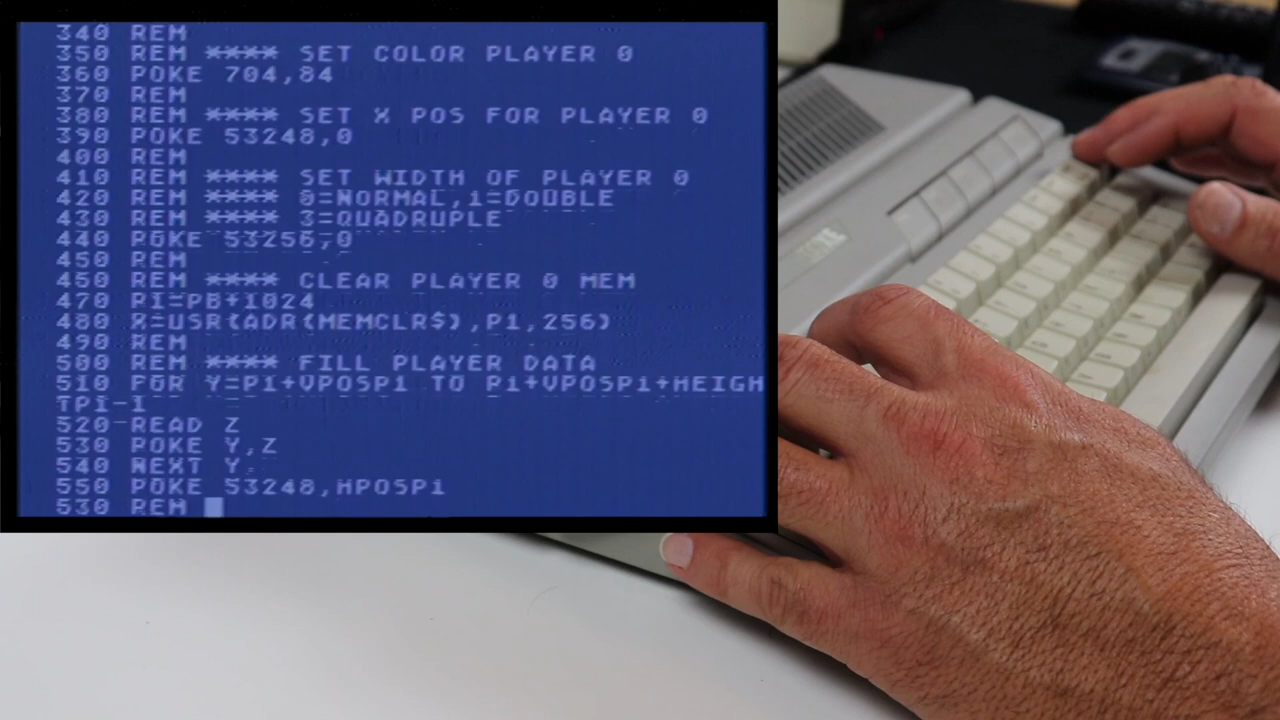 340 REM
350 REM **** SET COLOR PLAYER 0
360 POKE 704,84
370 REM
380 REM **** SET X POS FOR PLAYER 0
390 POKE 53248,0
400 REM
410 REM **** SET WIDTH OF PLAYER 0
420 REM **** 0=NORMAL,1=DOUBLE
430 REM **** 3=QUADRUPLE
440 POKE 53256,0
450 REM
450 REM **** CLEAR PLAYER 0 MEM
470 P1=PB+1024
480 X=USR(ADR(MEMCLR$),P1,256)
490 REM
500 REM **** FILL PLAYER DATA
510 FOR Y=P1+VPOSP1 TO P1+VPOSP1+HEIGH
TP1-1
520 READ Z
530 POKE Y,Z
540 NEXT Y
550 POKE 53248,HPOSP1
530 REM